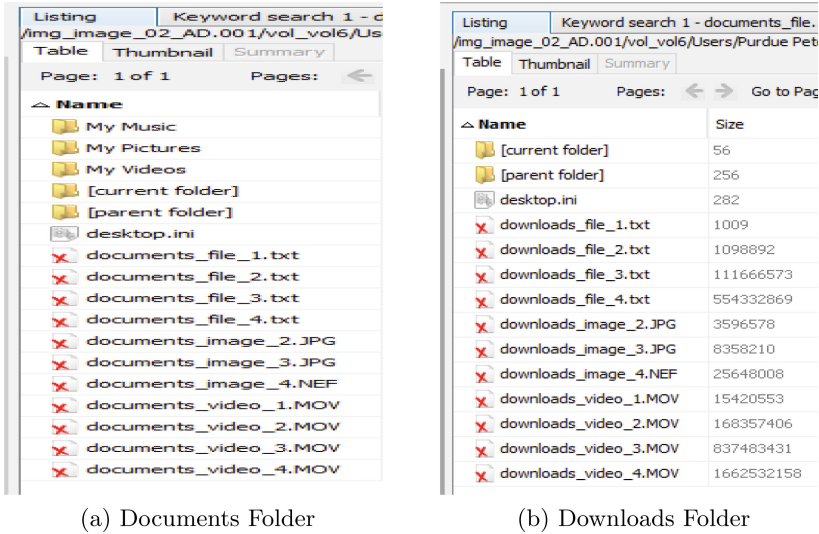 Listing Keyword search 1 - d
/img_image_02_AD.001/vol_vol6/Us
Table Thumbnail Summary
Page: 1 of 1 Pages:
Name
My Music
My Pictures
My Videos
[current folder]
[parent folder]
desktop.ini
documents_file_1.txt
documents_file_2.txt
documents_file_3.txt
documents_file_4.txt
documents_image_2.JPG
documents_image_3.JPG
documents_image_4.NEF
documents_video_1.MOV
documents_video_2.MOV
documents_video_3.MOV
documents_video_4.MOV
(a) Documents Folder
Listing Keyword search 1 - documents_file.
/img_image_02_AD.001/vol_vol6/Users/Purdue Pet
Table Thumbnail Summary
Page: 1 of 1 Pages: Go to Pag
Name Size
[current folder] 56
[parent folder] 256
desktop.ini 282
downloads_file_1.txt 1009
downloads_file_2.txt 1098892
downloads_file_3.txt 111666573
downloads_file_4.txt 554332869
downloads_image_2.JPG 3596578
downloads_image_3.JPG 8358210
downloads_image_4.NEF 25648008
downloads_video_1.MOV 15420553
downloads_video_2.MOV 168357406
downloads_video_3.MOV 837483431
downloads_video_4.MOV 1662532158
(b) Downloads Folder